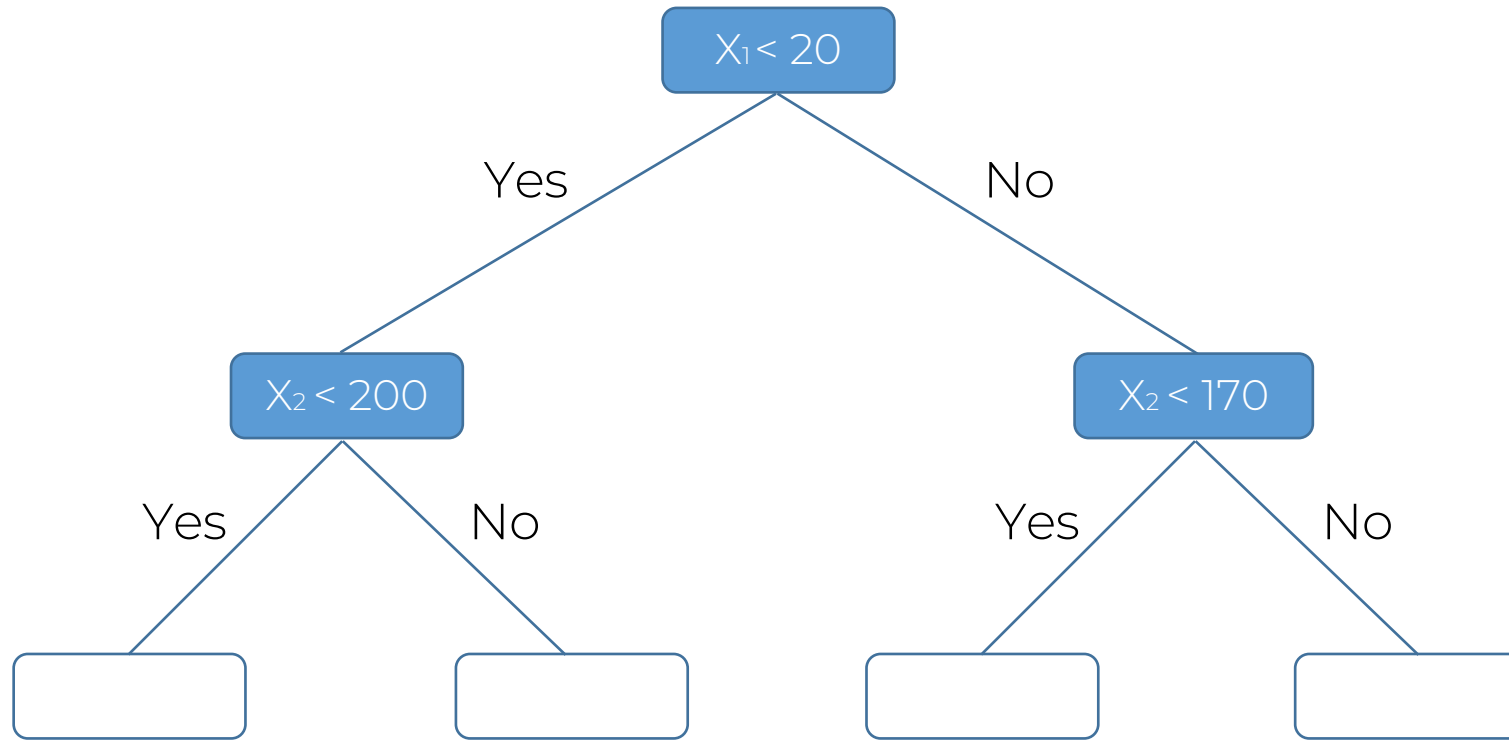 X₁ < 20
Yes
No
X₂ < 200
X₂ < 170
Yes
No
Yes
No